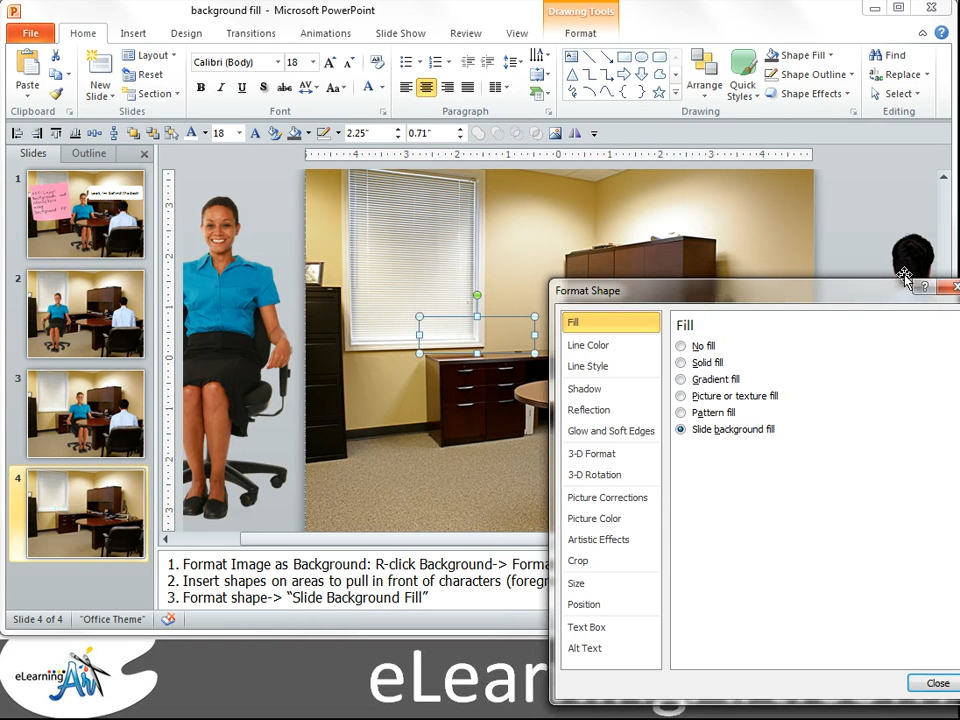 background fill - Microsoft PowerPoint
Drawing Tools
File Home Insert Design Transitions Animations Slide Show Review View Format
Paste
New
Slide
Layout
Reset
Section
Calibri (Body) 18
B I U S abc AV Aa A
Arrange
Quick
Styles
Shape Fill
Shape Outline
Shape Effects
Find
Replace
Select
Clipboard Slides Font Paragraph Drawing Editing
A 18 A 2.25" 0.71"
Slides Outline
1
2
3
4
Format Shape
Fill
Line Color
Line Style
Shadow
Reflection
Glow and Soft Edges
3-D Format
3-D Rotation
Picture Corrections
Picture Color
Artistic Effects
Crop
Size
Position
Text Box
Alt Text
Fill
No fill
Solid fill
Gradient fill
Picture or texture fill
Pattern fill
Slide background fill
Close
1. Format Image as Background: R-click Background-> Forma
2. Insert shapes on areas to pull in front of characters (foregr
3. Format shape-> “Slide Background Fill”
Slide 4 of 4 "Office Theme"
eLearning
Art
eLear